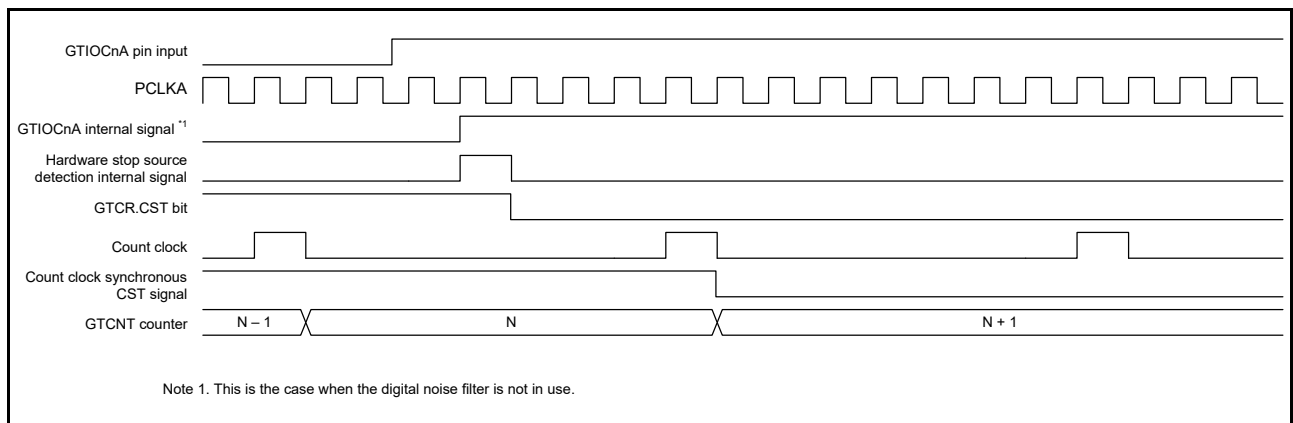 GTIOCnA pin input
PCLKA
GTIOCnA internal signal *1
Hardware stop source
detection internal signal
GTCR.CST bit
Count clock
Count clock synchronous
CST signal
GTCNT counter
N – 1
N
N + 1
Note 1. This is the case when the digital noise filter is not in use.